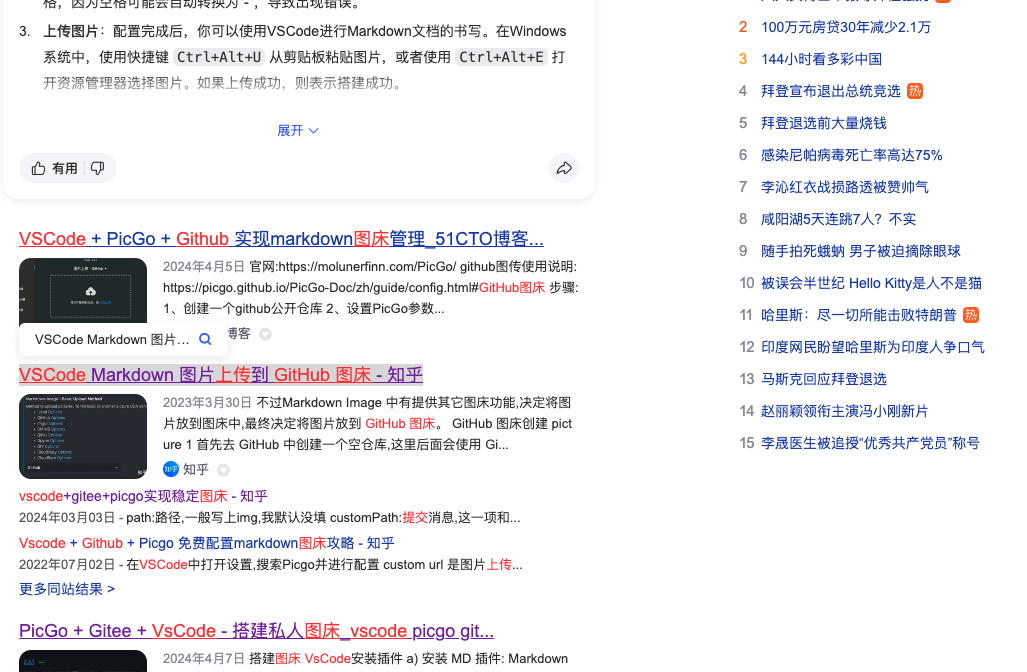 格，因为空格可能会自动转换为 - ，导致出现错误。
3. 上传图片：配置完成后，你可以使用VSCode进行Markdown文档的书写。在Windows
系统中，使用快捷键 Ctrl+Alt+U 从剪贴板粘贴图片，或者使用 Ctrl+Alt+E 打
开资源管理器选择图片。如果上传成功，则表示搭建成功。
展开
有用
VSCode + PicGo + Github 实现markdown图床管理_51CTO博客...
2024年4月5日 官网:https://molunerfinn.com/PicGo/ github图传使用说明:
https://picgo.github.io/PicGo-Doc/zh/guide/config.html#GitHub图床 步骤:
1、创建一个github公开仓库 2、设置PicGo参数...
博客
VSCode Markdown 图片...
VSCode Markdown 图片上传到 GitHub 图床 - 知乎
2023年3月30日 不过Markdown Image 中有提供其它图床功能,决定将图
片放到图床中,最终决定将图片放到 GitHub 图床。 GitHub 图床创建 pict
ure 1 首先去 GitHub 中创建一个空仓库,这里后面会使用 Gi...
知乎 知乎
vscode+gitee+picgo实现稳定图床 - 知乎
2024年03月03日 - path:路径,一般写上img,我默认没填 customPath:提交消息,这一项和...
Vscode + Github + Picgo 免费配置markdown图床攻略 - 知乎
2022年07月02日 - 在VSCode中打开设置,搜索Picgo并进行配置 custom url 是图片上传...
更多同站结果 >
PicGo + Gitee + VsCode - 搭建私人图床_vscode picgo git...
2024年4月7日 搭建图床 VsCode安装插件 a) 安装 MD 插件: Markdown
2 100万元房贷30年减少2.1万
3 144小时看多彩中国
4 拜登宣布退出总统竞选 热
5 拜登退选前大量烧钱
6 感染尼帕病毒死亡率高达75%
7 李沁红衣战损路透被赞帅气
8 咸阳湖5天连跳7人？不实
9 随手拍死蛾蚋 男子被迫摘除眼球
10 被误会半世纪 Hello Kitty是人不是猫
11 哈里斯：尽一切所能击败特朗普 热
12 印度网民盼望哈里斯为印度人争口气
13 马斯克回应拜登退选
14 赵丽颖领衔主演冯小刚新片
15 李晟医生被追授“优秀共产党员”称号